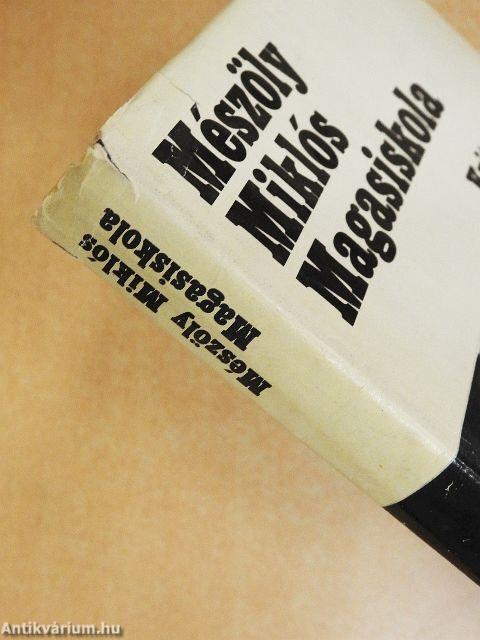 Mészöly
Miklós
Magasiskola
Mészöly Miklós
Magasiskola
Antikvárium.hu